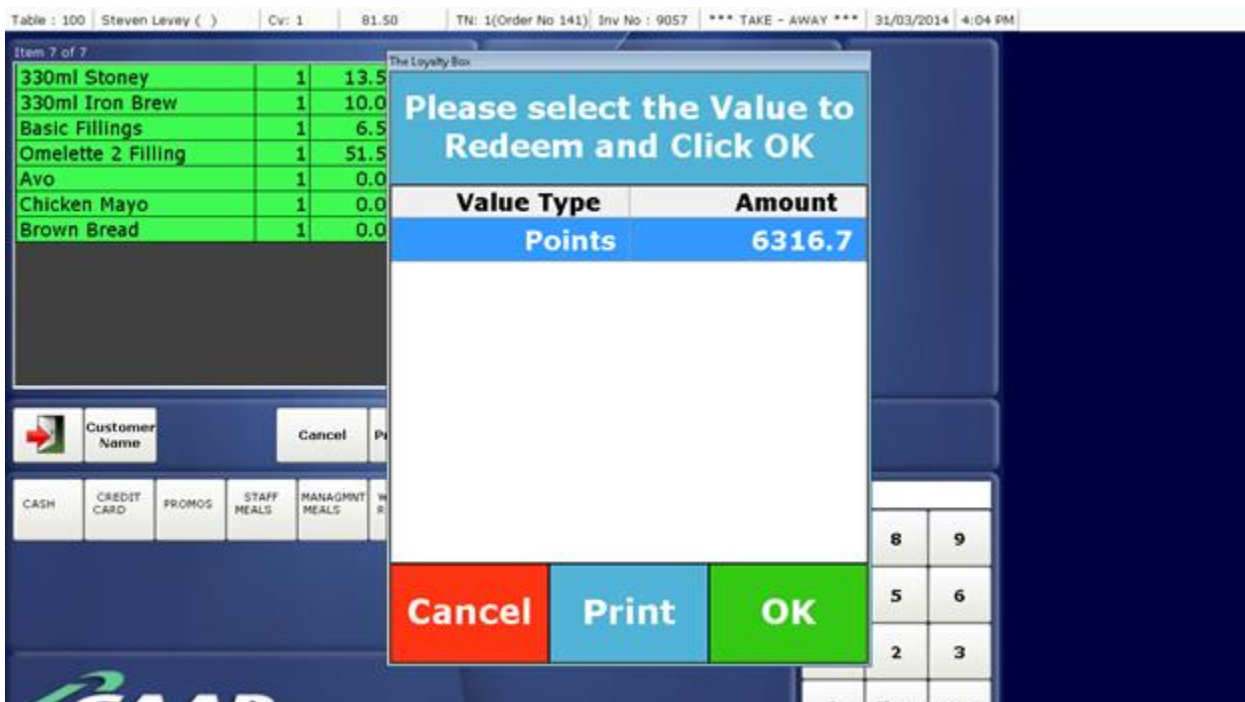 Table : 100 Steven Levey ( ) Cv: 1 81.50 TN: 1(Order No 141) Inv No : 9057 *** TAKE - AWAY *** 31/03/2014 4:04 PM
Item 7 of 7
330ml Stoney 1 13.5
330ml Iron Brew 1 10.0
Basic Fillings 1 6.5
Omelette 2 Filling 1 51.5
Avo 1 0.0
Chicken Mayo 1 0.0
Brown Bread 1 0.0
The Loyalty Box
Please select the Value to
Redeem and Click OK
Value Type Amount
Points 6316.7
Cancel Print OK
Customer
Name
Cancel
CASH
CREDIT
CARD
PROMOS
STAFF
MEALS
MANAGMNT
MEALS
8 9
5 6
2 3